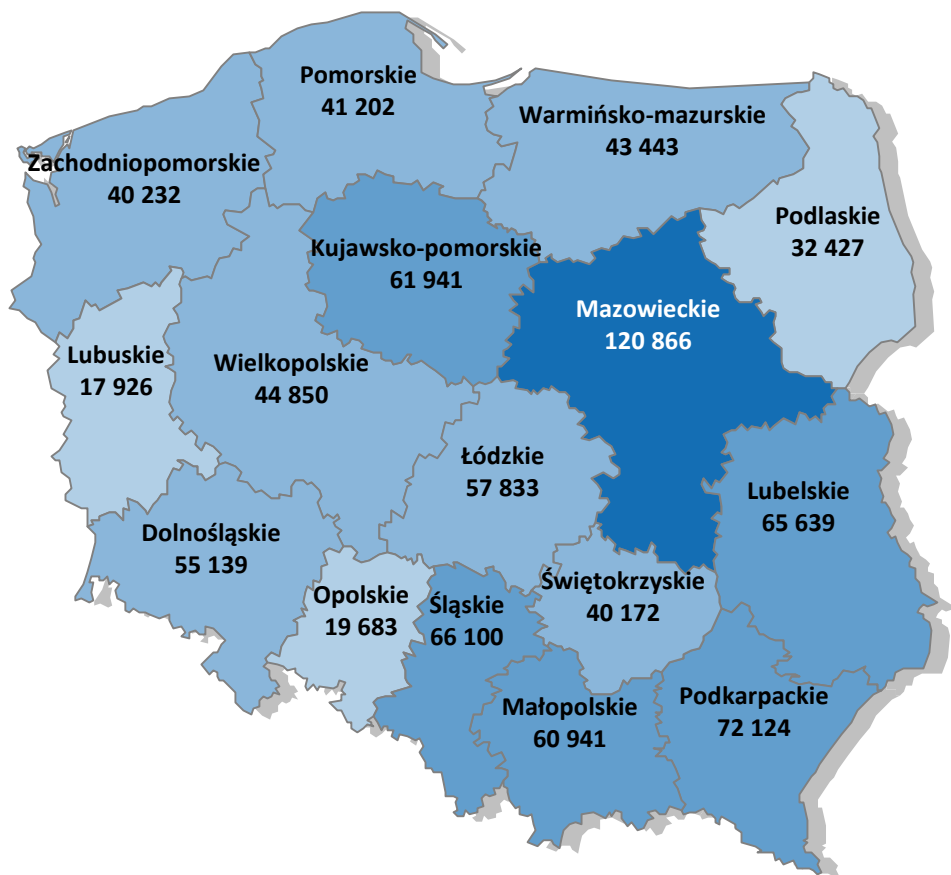 Pomorskie
41 202
Warmińsko-mazurskie
43 443
Zachodniopomorskie
40 232
Podlaskie
32 427
Kujawsko-pomorskie
61 941
Mazowieckie
120 866
Lubuskie
17 926
Wielkopolskie
44 850
Łódzkie
57 833
Lubelskie
65 639
Dolnośląskie
55 139
Opolskie
19 683
Śląskie
66 100
Świętokrzyskie
40 172
Małopolskie
60 941
Podkarpackie
72 124